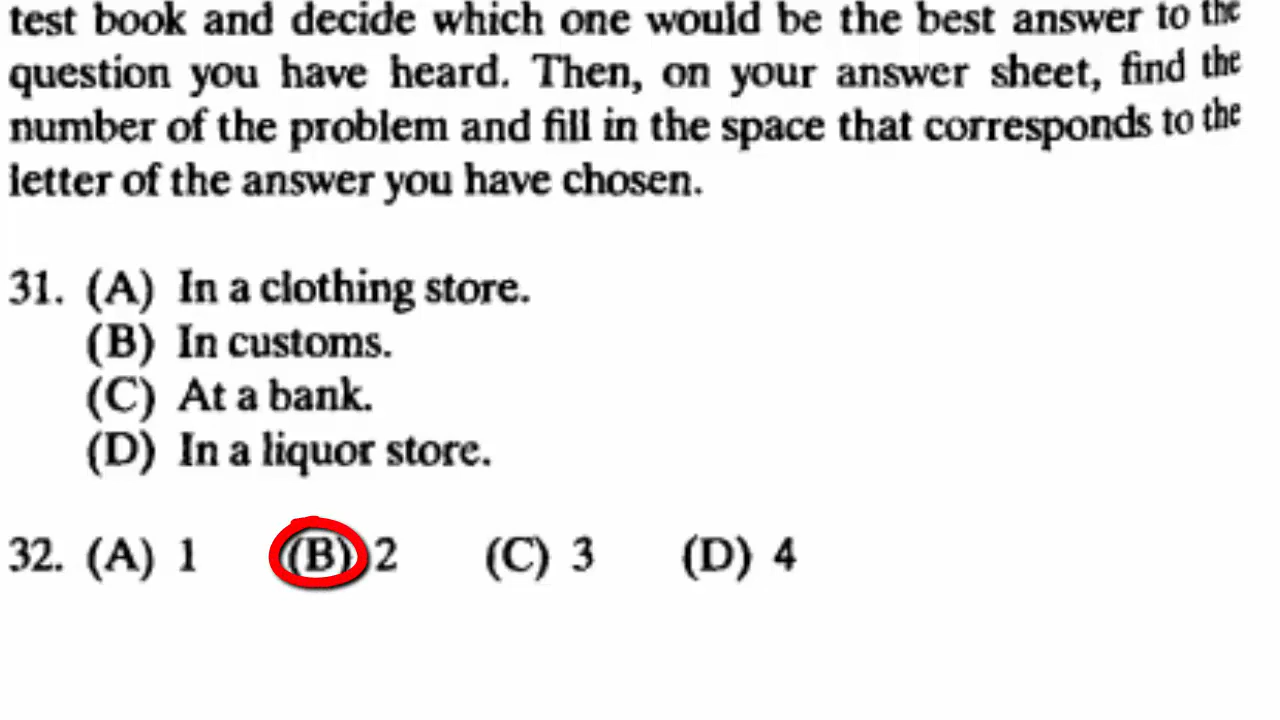 test book and decide which one would be the best answer to the
question you have heard. Then, on your answer sheet, find the
number of the problem and fill in the space that corresponds to the
letter of the answer you have chosen.
31. (A) In a clothing store.
(B) In customs.
(C) At a bank.
(D) In a liquor store.
32. (A) 1 (B) 2 (C) 3 (D) 4